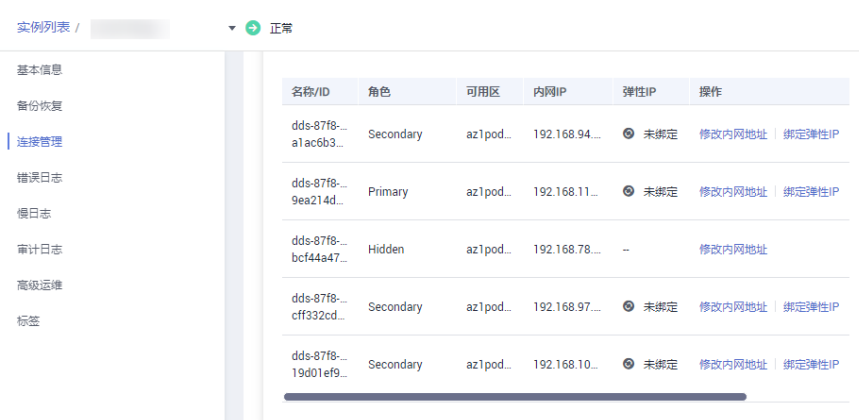 实例列表 /
正常
基本信息
备份恢复
连接管理
错误日志
慢日志
审计日志
高级运维
标签
名称/ID 角色 可用区 内网IP 弹性IP 操作
dds-87f8-...
a1ac6b3... Secondary az1pod... 192.168.94.... 未绑定 修改内网地址 绑定弹性IP
dds-87f8-...
9ea214d... Primary az1pod... 192.168.11... 未绑定 修改内网地址 绑定弹性IP
dds-87f8-...
bcf44a47... Hidden az1pod... 192.168.78.... -- 修改内网地址
dds-87f8-...
cff332cd... Secondary az1pod... 192.168.97.... 未绑定 修改内网地址 绑定弹性IP
dds-87f8-...
19d01ef9... Secondary az1pod... 192.168.10... 未绑定 修改内网地址 绑定弹性IP